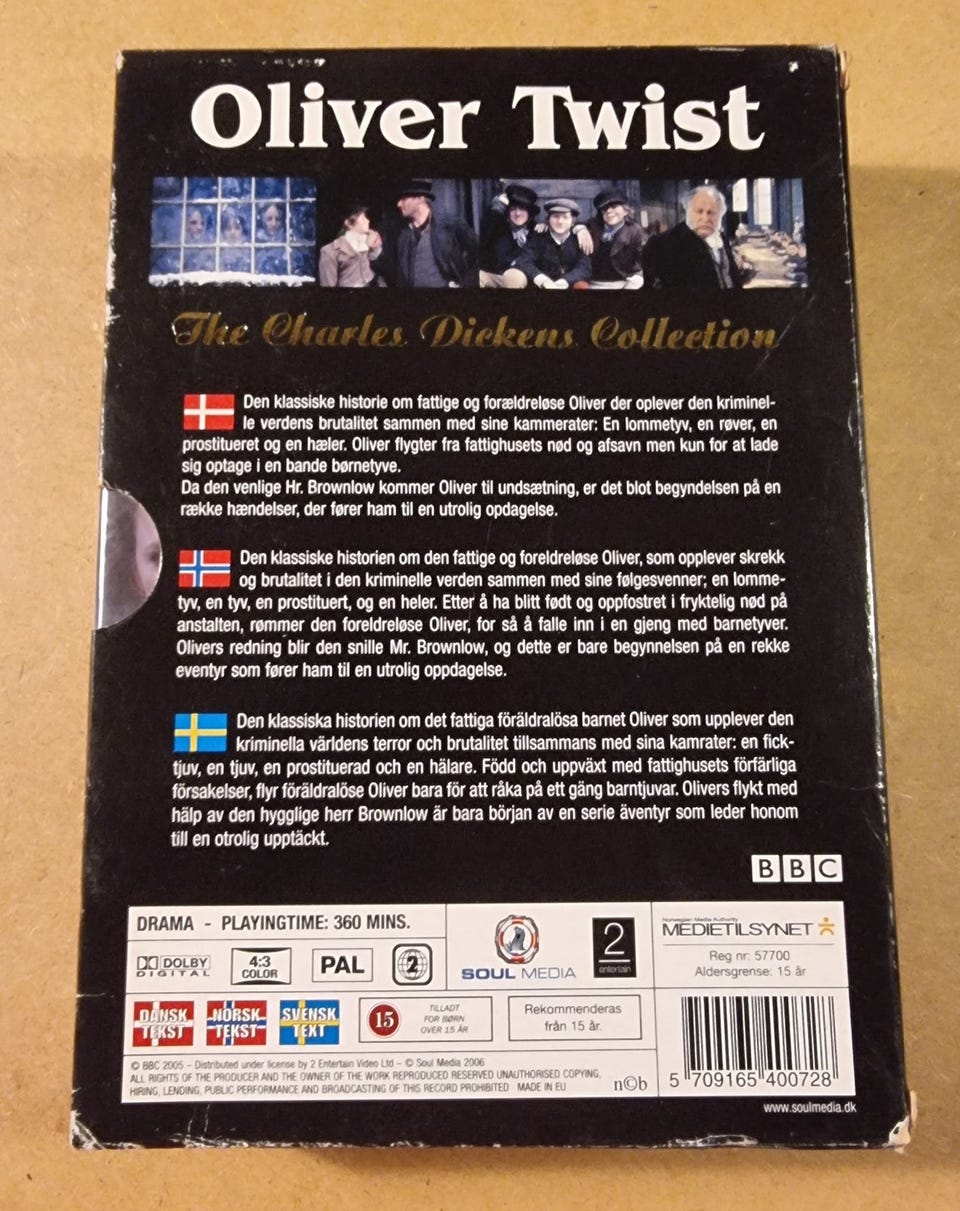 Oliver Twist
The Charles Dickens Collection
Den klassiske historie om fattige og forældreløse Oliver der oplever den kriminel-
le verdens brutalitet sammen med sine kammerater: En lommetyv, en røver, en
prostitueret og en hæler. Oliver flygter fra fattighusets nød og afsavn men kun for at lade
sig optage i en bande børnetyve.
Da den venlige Hr. Brownlow kommer Oliver til undsætning, er det blot begyndelsen på en
række hændelser, der fører ham til en utrolig opdagelse.
Den klassiske historien om den fattige og foreldreløse Oliver, som opplever skrekk
og brutalitet i den kriminelle verden sammen med sine følgesvenner; en lomme-
tyv, en tyv, en prostituert, og en heler. Etter å ha blitt født og oppfostret i fryktelig nød på
anstalten, rømmer den foreldreløse Oliver, for så å falle inn i en gjeng med barnetyver.
Olivers redning blir den snille Mr. Brownlow, og dette er bare begynnelsen på en rekke
eventyr som fører ham til en utrolig oppdagelse.
Den klassiska historien om det fattiga föräldralösa barnet Oliver som upplever den
kriminella världens terror och brutalitet tillsammans med sina kamrater: en fick-
tjuv, en tjuv, en prostituerad och en hälare. Född och uppväxt med fattighusets förfärliga
försakelser, flyr föräldralöse Oliver bara för att råka på ett gäng barntjuvar. Olivers flykt med
hälp av den hygglige herr Brownlow är bara början av en serie äventyr som leder honom
till en otrolig upptäckt.
BBC
DRAMA - PLAYINGTIME: 360 MINS.
DOLBY
DIGITAL
4:3
COLOR
PAL
2
SOUL MEDIA
2
entertain
Norwegian Media Authority
MEDIETILSYNET
Reg nr: 57700
Aldersgrense: 15 år
DANSK
TEKST
NORSK
TEKST
SVENSK
TEXT
15
TILLADT
FOR BØRN
OVER 15 ÅR
Rekommenderas
från 15 år.
© BBC 2005 - Distributed under license by 2 Entertain Video Ltd - © Soul Media 2006
ALL RIGHTS OF THE PRODUCER AND THE OWNER OF THE WORK REPRODUCED RESERVED UNAUTHORISED COPYING,
HIRING, LENDING, PUBLIC PERFORMANCE AND BROADCASTING OF THIS RECORD PROHIBITED MADE IN EU
n©b
5 709165 400728
www.soulmedia.dk